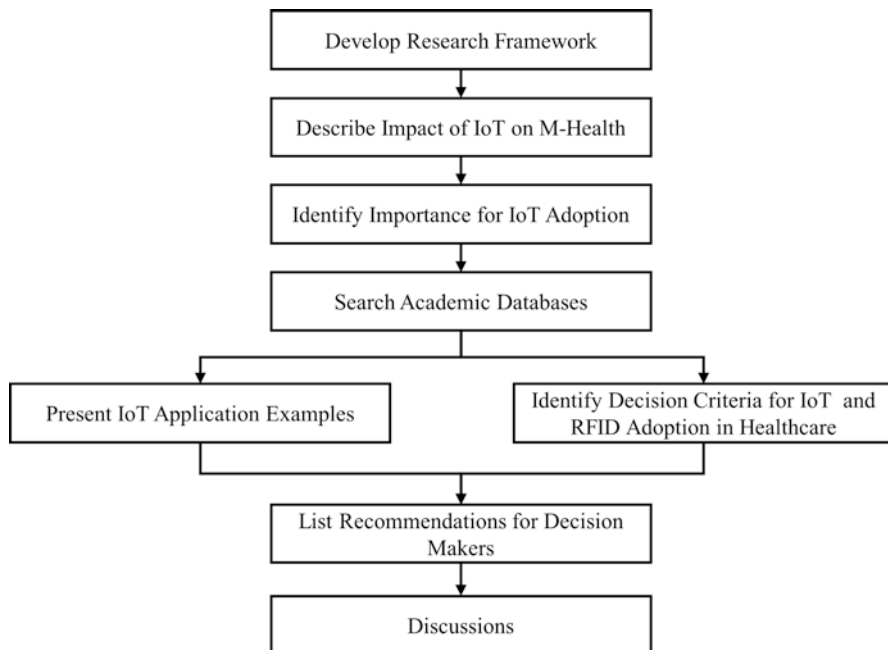 Develop Research Framework
Describe Impact of IoT on M-Health
Identify Importance for IoT Adoption
Search Academic Databases
Present IoT Application Examples
Identify Decision Criteria for IoT and
RFID Adoption in Healthcare
List Recommendations for Decision
Makers
Discussions